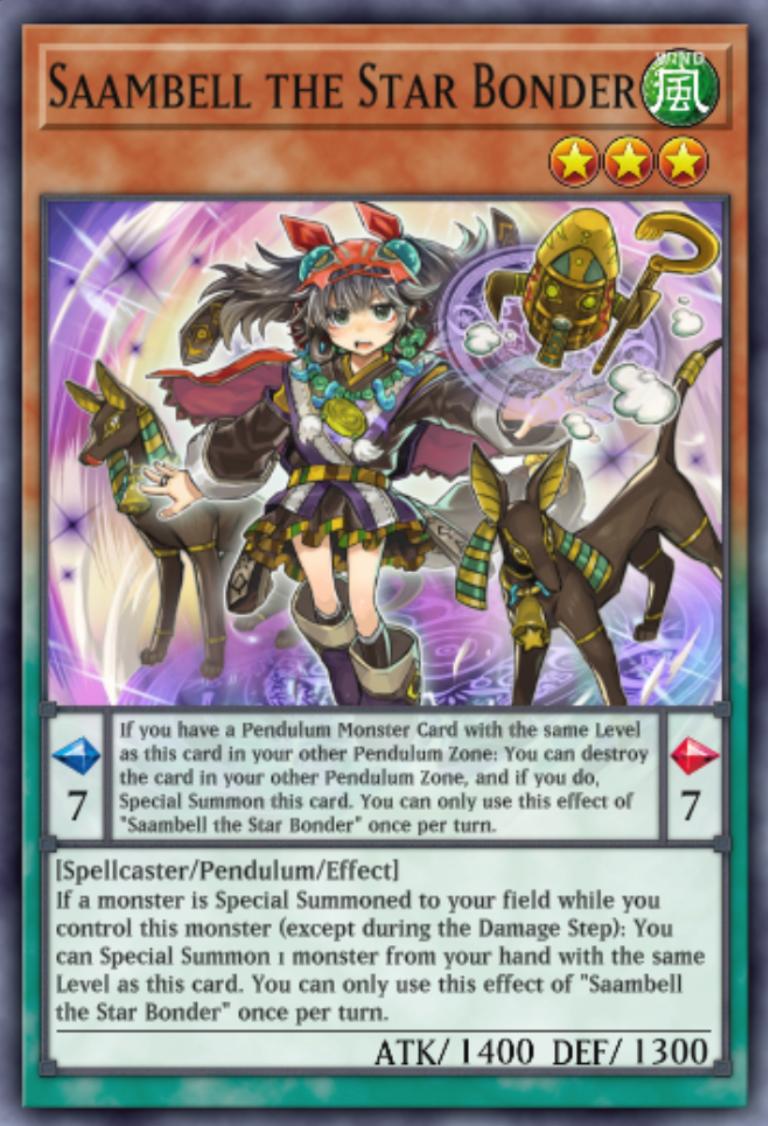 Saambell the Star Bonder
WIND
風
If you have a Pendulum Monster Card with the same Level
as this card in your other Pendulum Zone: You can destroy
the card in your other Pendulum Zone, and if you do,
Special Summon this card. You can only use this effect of
"Saambell the Star Bonder" once per turn.
7
7
[Spellcaster/Pendulum/Effect]
If a monster is Special Summoned to your field while you
control this monster (except during the Damage Step): You
can Special Summon 1 monster from your hand with the same
Level as this card. You can only use this effect of "Saambell
the Star Bonder" once per turn.
ATK/ 1400 DEF/ 1300